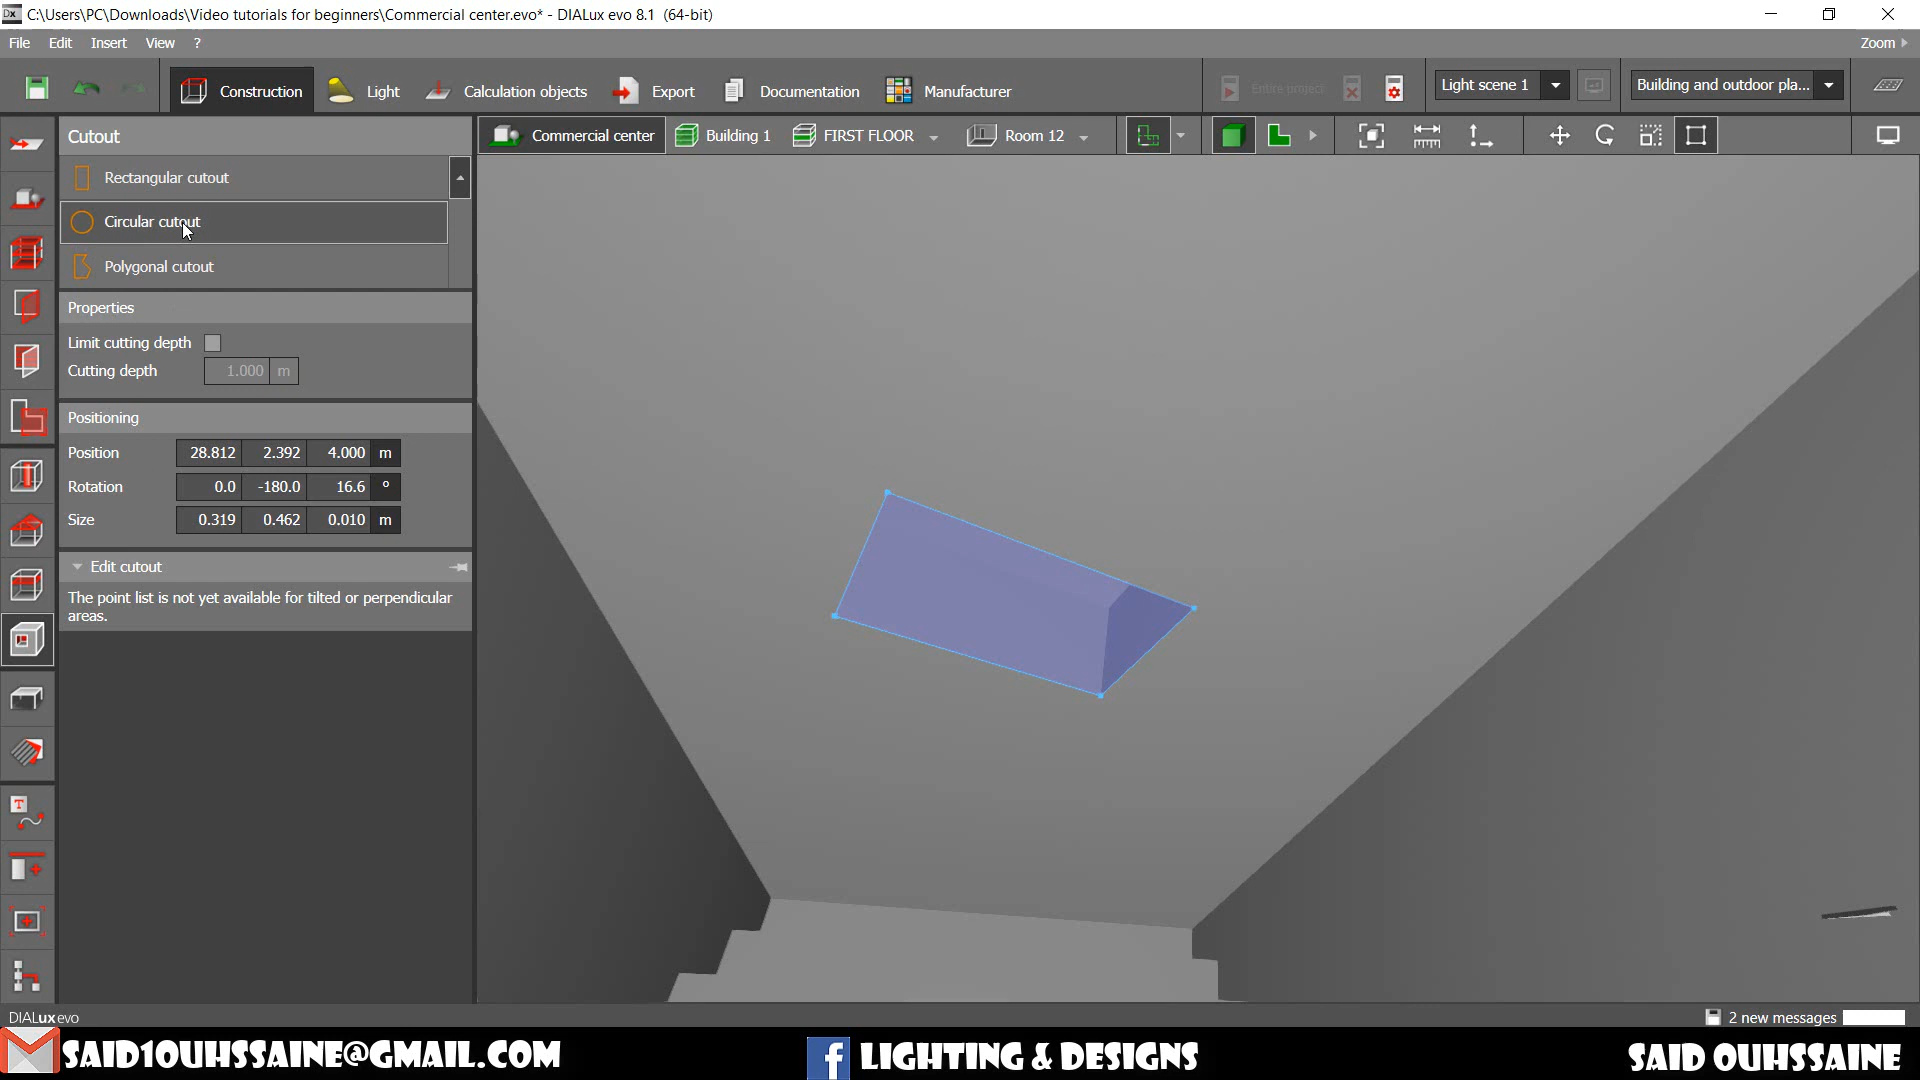 C:\Users\PC\Downloads\Video tutorials for beginners\Commercial center.evo* - DIALux evo 8.1 (64-bit)
File Edit Insert View ? Zoom
Construction Light Calculation objects Export Documentation Manufacturer Entire project Light scene 1 Building and outdoor pla...
Cutout
Commercial center Building 1 FIRST FLOOR Room 12
Rectangular cutout
Circular cutout
Polygonal cutout
Properties
Limit cutting depth
Cutting depth 1.000 m
Positioning
Position 28.812 2.392 4.000 m
Rotation 0.0 -180.0 16.6 °
Size 0.319 0.462 0.010 m
Edit cutout
The point list is not yet available for tilted or perpendicular
areas.
DIALux evo
2 new messages
SAID1OUHSSAINE@GMAIL.COM
LIGHTING & DESIGNS
SAID OUHSSAINE